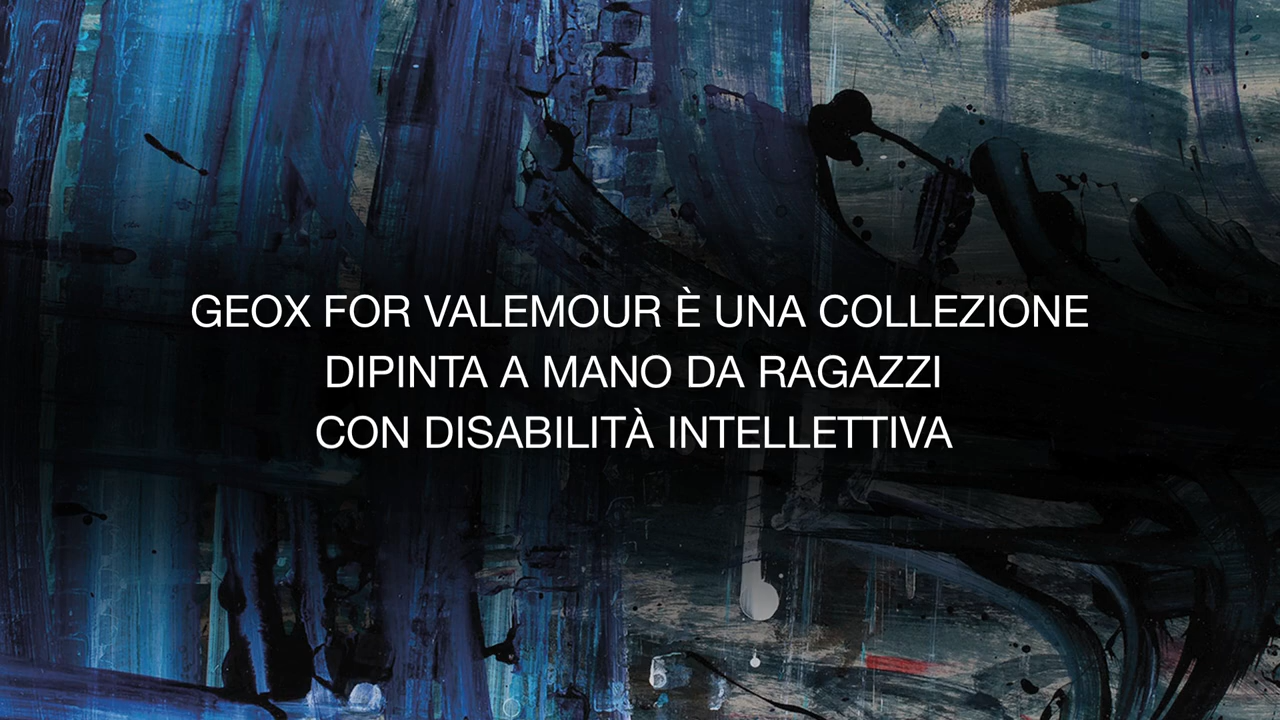 GEOX FOR VALEMOUR È UNA COLLEZIONE
DIPINTA A MANO DA RAGAZZI
CON DISABILITÀ INTELLETTIVA